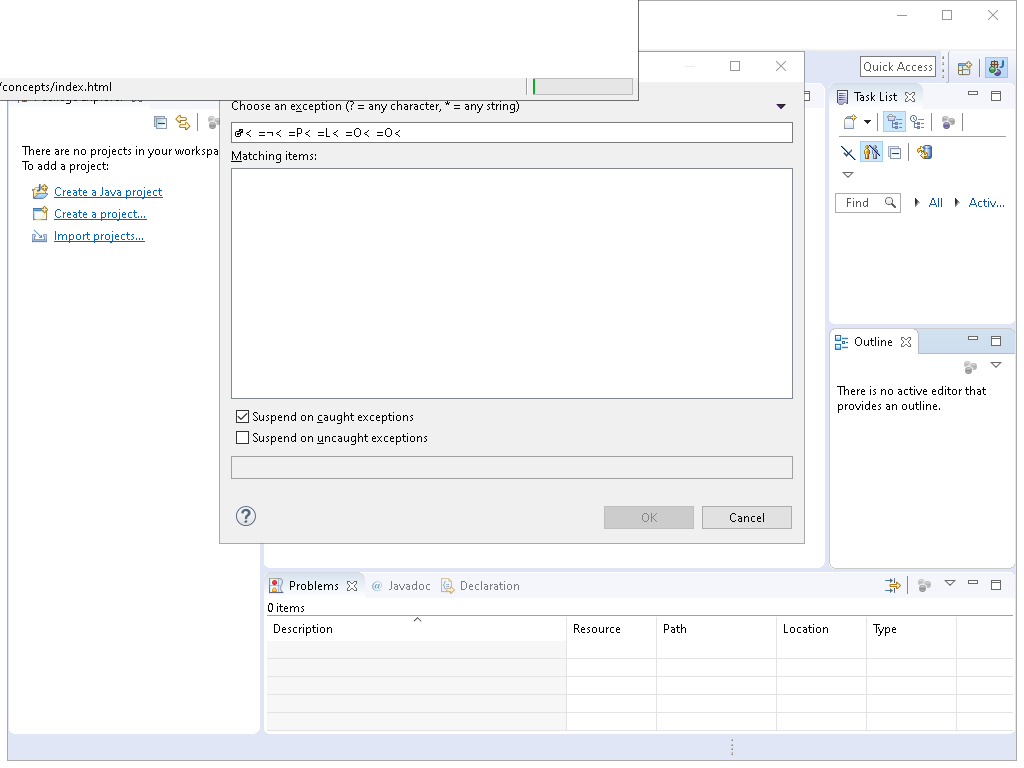 /concepts/index.html
Quick Access
Choose an exception (? = any character, * = any string)
Matching items:
Suspend on caught exceptions
Suspend on uncaught exceptions
OK
Cancel
There are no projects in your workspa
To add a project:
Create a Java project
Create a project...
Import projects...
Task List
Find
All
Activ...
Outline
There is no active editor that
provides an outline.
Problems
@ Javadoc
Declaration
0 items
Description
Resource
Path
Location
Type